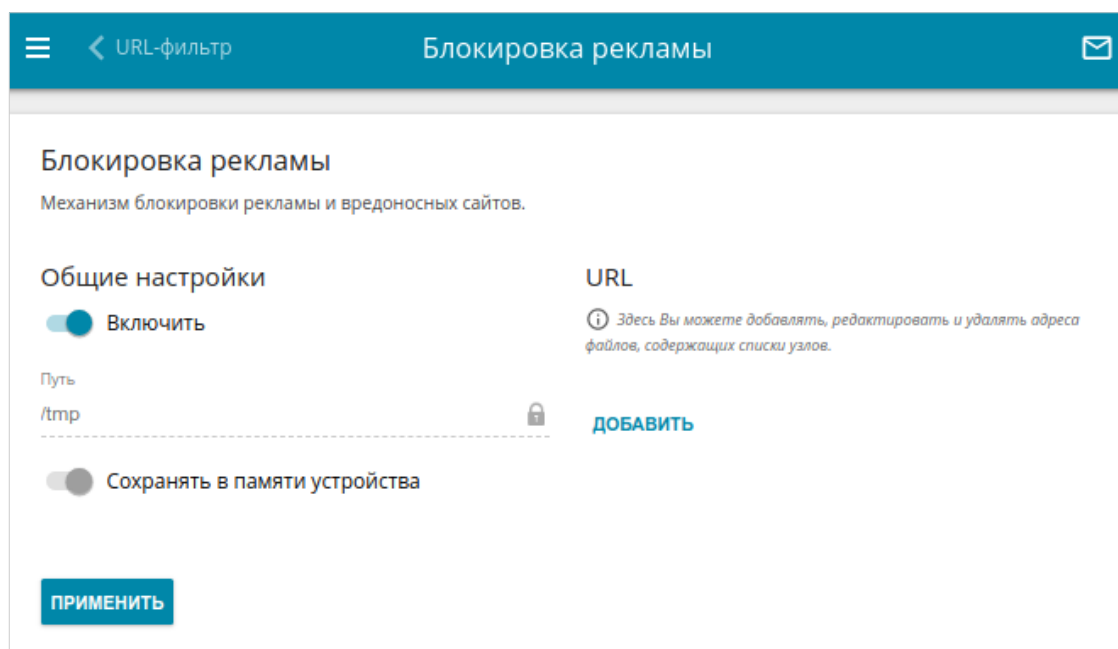 URL-фильтр
Блокировка рекламы
Блокировка рекламы
Механизм блокировки рекламы и вредоносных сайтов.
Общие настройки
Включить
Путь
/tmp
Сохранять в памяти устройства
ПРИМЕНИТЬ
URL
Здесь Вы можете добавлять, редактировать и удалять адреса
файлов, содержащих списки узлов.
ДОБАВИТЬ